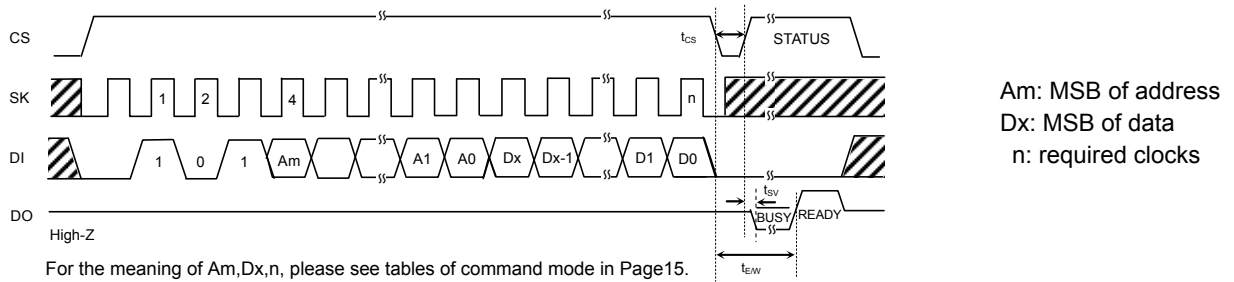 CS
tCS
STATUS
SK
1
2
4
n
Am: MSB of address
Dx: MSB of data
n: required clocks
DI
1
0
1
Am
A1
A0
Dx
Dx-1
D1
D0
tSV
DO
BUSY
READY
High-Z
tE/W
For the meaning of Am,Dx,n, please see tables of command mode in Page15.